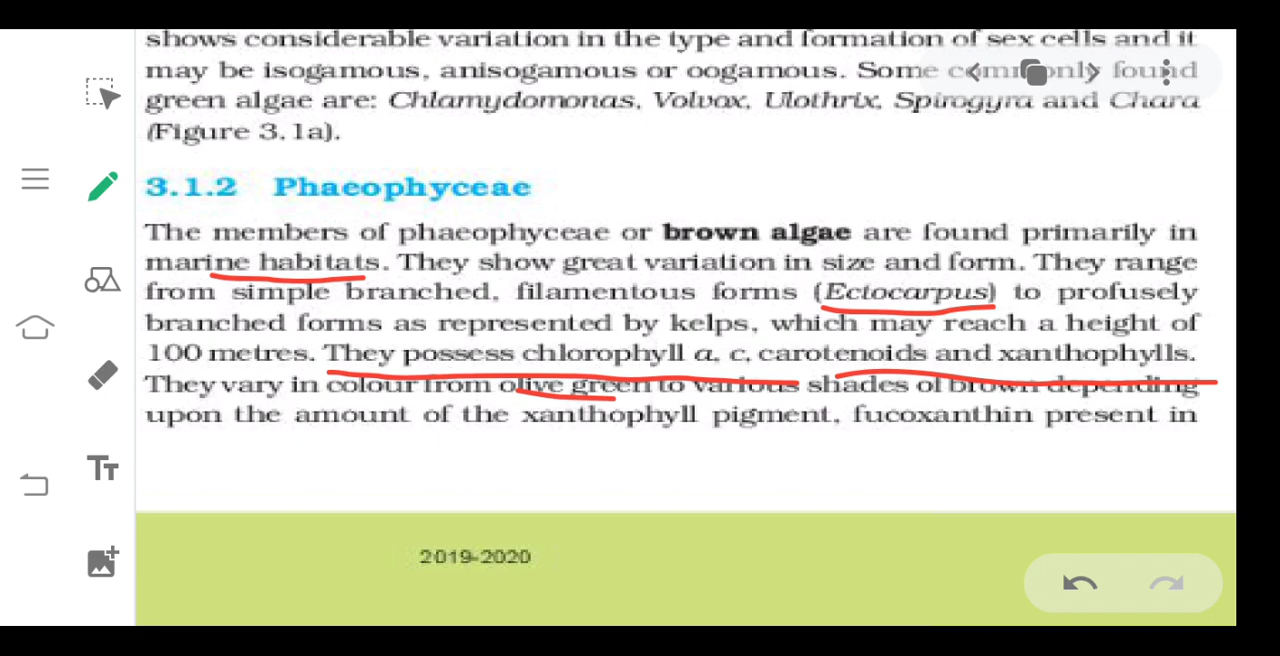 shows considerable variation in the type and formation of sex cells and it
may be isogamous, anisogamous or oogamous. Some commonly found
green algae are: Chlamydomonas, Volvox, Ulothrix, Spirogyra and Chara
(Figure 3.1a).
3.1.2 Phaeophyceae
The members of phaeophyceae or brown algae are found primarily in
marine habitats. They show great variation in size and form. They range
from simple branched, filamentous forms (Ectocarpus) to profusely
branched forms as represented by kelps, which may reach a height of
100 metres. They possess chlorophyll a, c, carotenoids and xanthophylls.
They vary in colour from olive green to various shades of brown depending
upon the amount of the xanthophyll pigment, fucoxanthin present in
2019-2020
TT